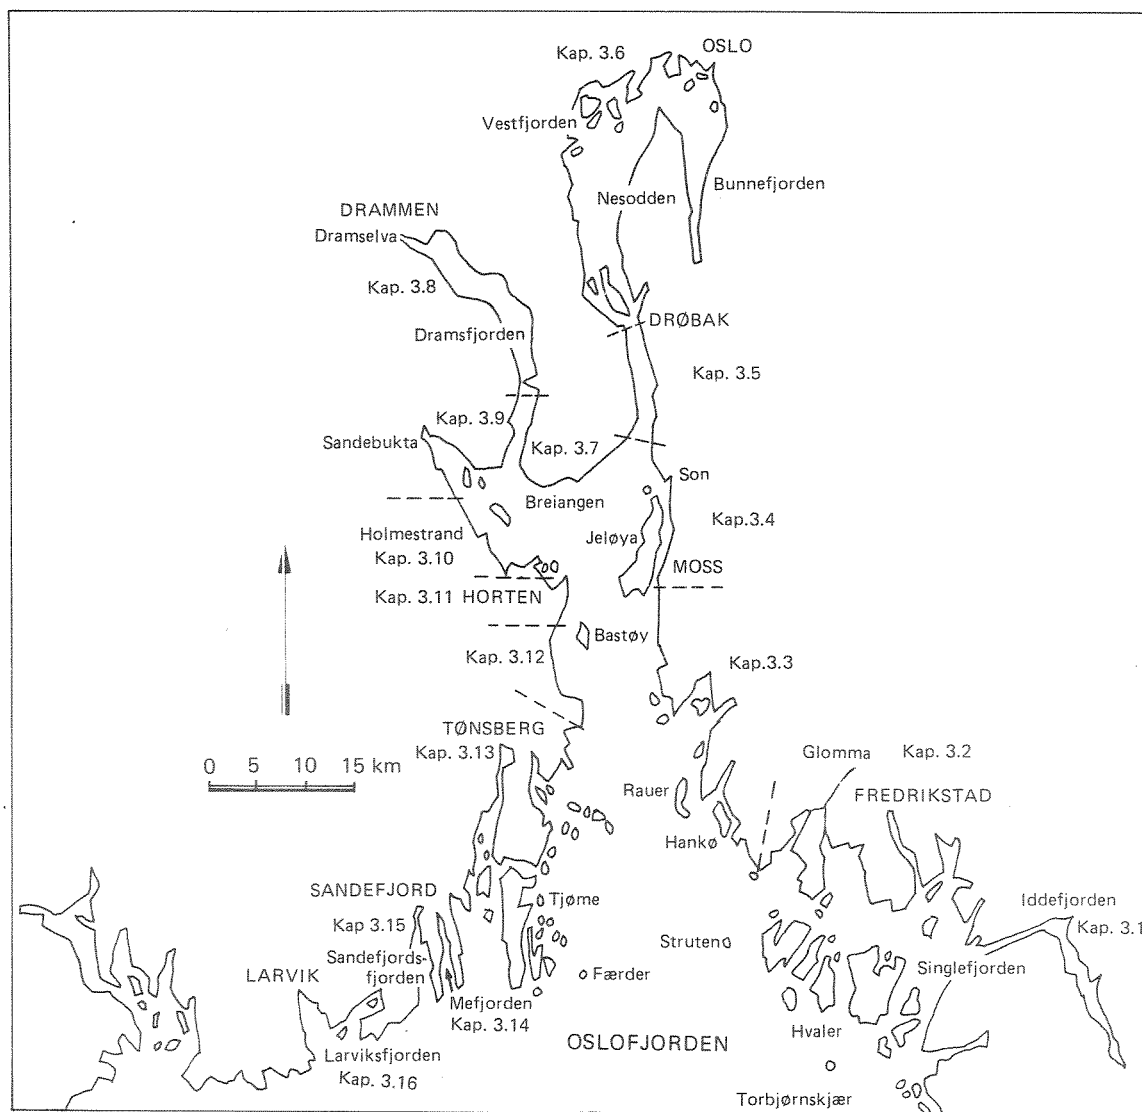 Kap. 3.6
OSLO
Vestfjorden
Bunnefjorden
Nesodden
DRAMMEN
Dramselva
Kap. 3.8
DRØBAK
Dramsfjorden
Kap. 3.5
Kap. 3.9
Sandebukta
Kap. 3.7
Son
Breiangen
Kap.3.4
Holmestrand
Kap. 3.10
Jeløya
MOSS
Kap. 3.11 HORTEN
Bastøy
Kap. 3.12
Kap.3.3
TØNSBERG
Kap. 3.13
Glomma
Kap. 3.2
0 5 10 15 km
Rauer
FREDRIKSTAD
Hankø
SANDEFJORD
Tjøme
Iddefjorden
Kap. 3.1
Kap 3.15
Struten
Sandefjords-
fjorden
Singlefjorden
LARVIK
Færder
Mefjorden
Kap. 3.14
Hvaler
OSLOFJORDEN
Larviksfjorden
Kap. 3.16
Torbjørnskjær